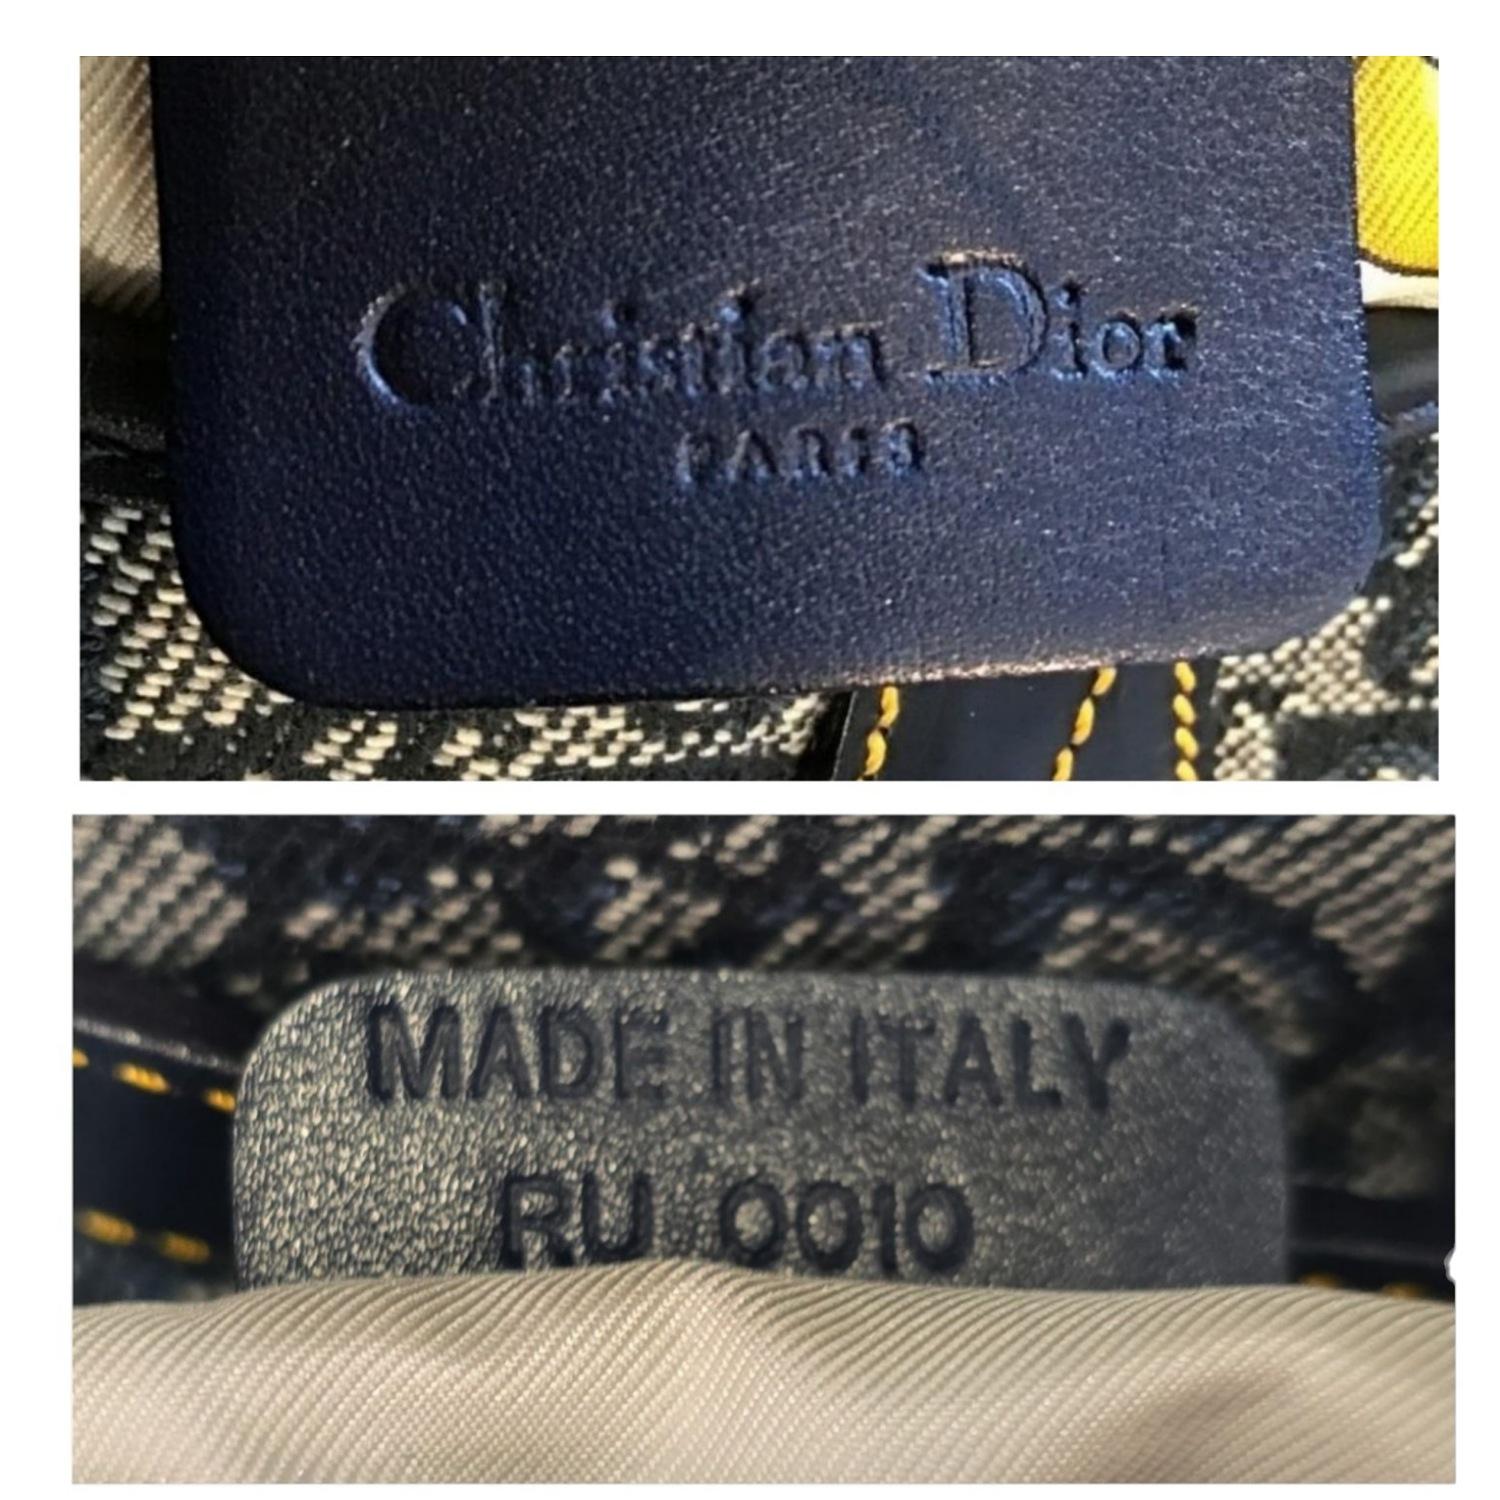 Christian Dior
PARIS
MADE IN ITALY
RU 0010